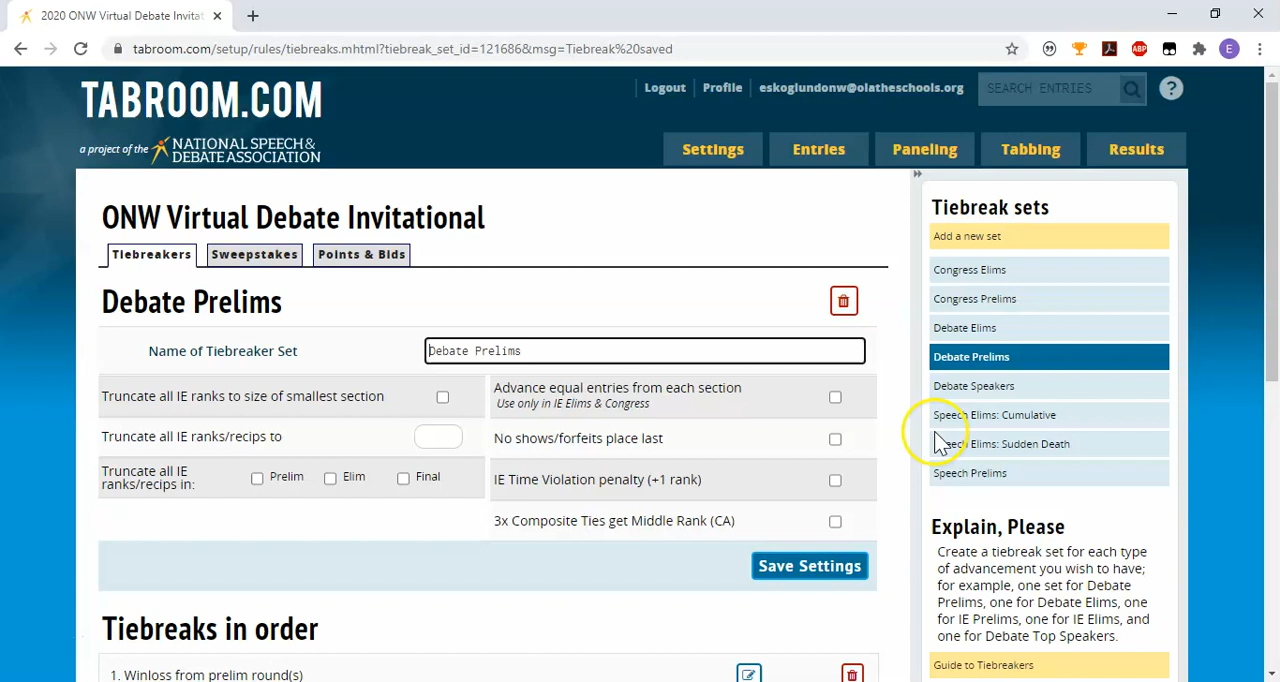 2020 ONW Virtual Debate Invitat
tabroom.com/setup/rules/tiebreaks.mhtml?tiebreak_set_id=121686&msg=Tiebreak%20saved
ABP
E
TABROOM.COM
a project of the NATIONAL SPEECH &
DEBATE ASSOCIATION
Logout Profile eskoglundonw@olatheschools.org SEARCH ENTRIES ?
Settings Entries Paneling Tabbing Results
ONW Virtual Debate Invitational
Tiebreakers Sweepstakes Points & Bids
Debate Prelims
Name of Tiebreaker Set Debate Prelims
Truncate all IE ranks to size of smallest section
Truncate all IE ranks/recips to
Truncate all IE
ranks/recips in: Prelim Elim Final
Advance equal entries from each section
Use only in IE Elims & Congress
No shows/forfeits place last
IE Time Violation penalty (+1 rank)
3x Composite Ties get Middle Rank (CA)
Save Settings
Tiebreaks in order
1. Winloss from prelim round(s)
Tiebreak sets
Add a new set
Congress Elims
Congress Prelims
Debate Elims
Debate Prelims
Debate Speakers
Speech Elims: Cumulative
Elims: Sudden Death
Speech Prelims
Explain, Please
Create a tiebreak set for each type
of advancement you wish to have;
for example, one set for Debate
Prelims, one for Debate Elims, one
for IE Prelims, one for IE Elims, and
one for Debate Top Speakers.
Guide to Tiebreakers